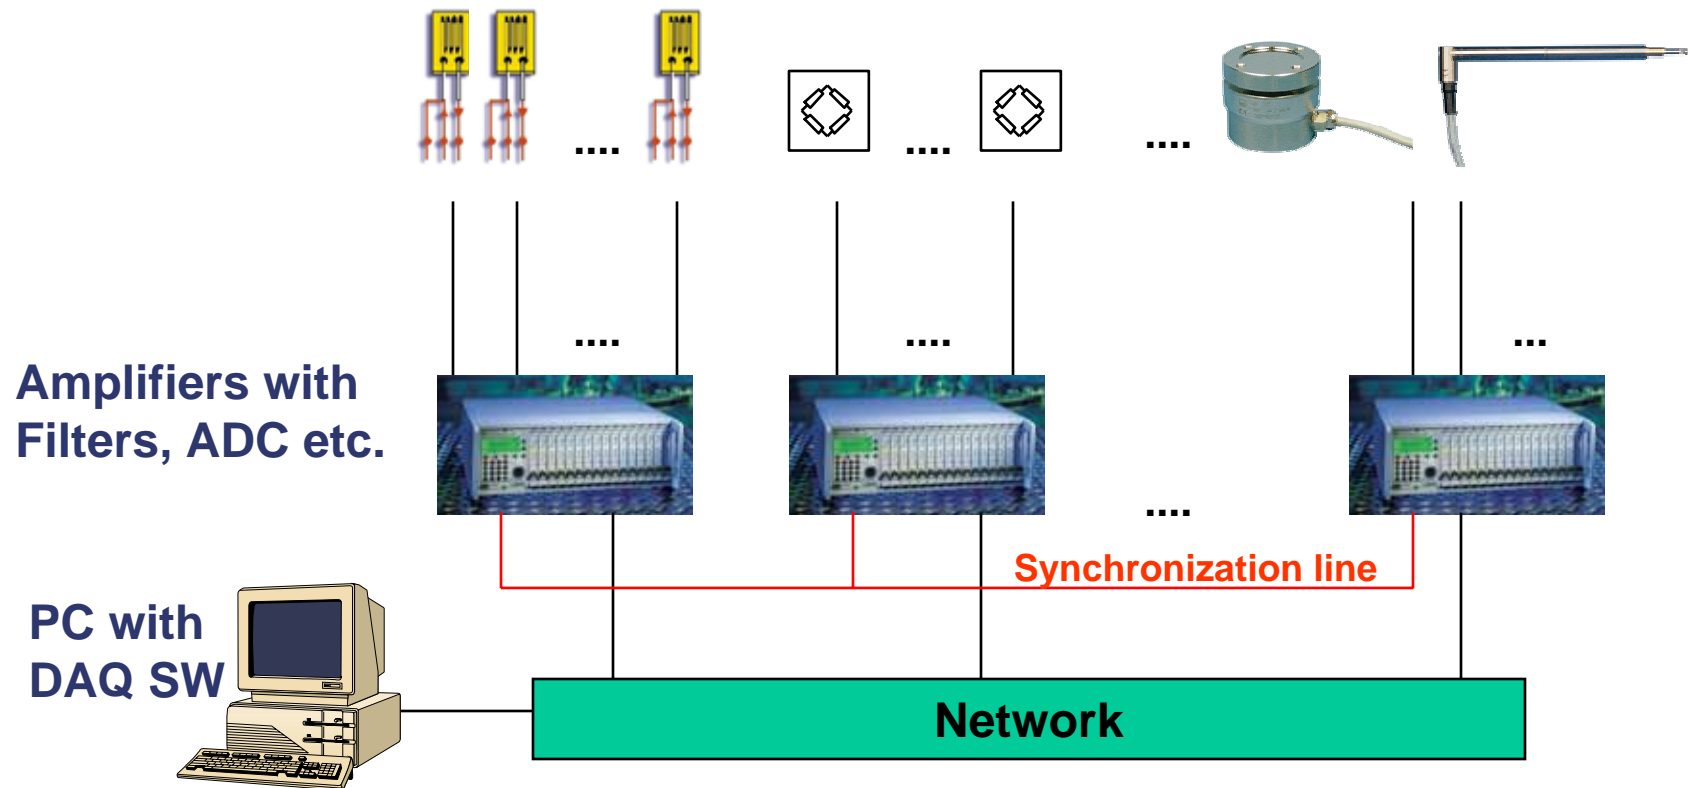 .... .... ....
.... .... ...
Amplifiers with
Filters, ADC etc.
....
Synchronization line
PC with
DAQ SW
Network